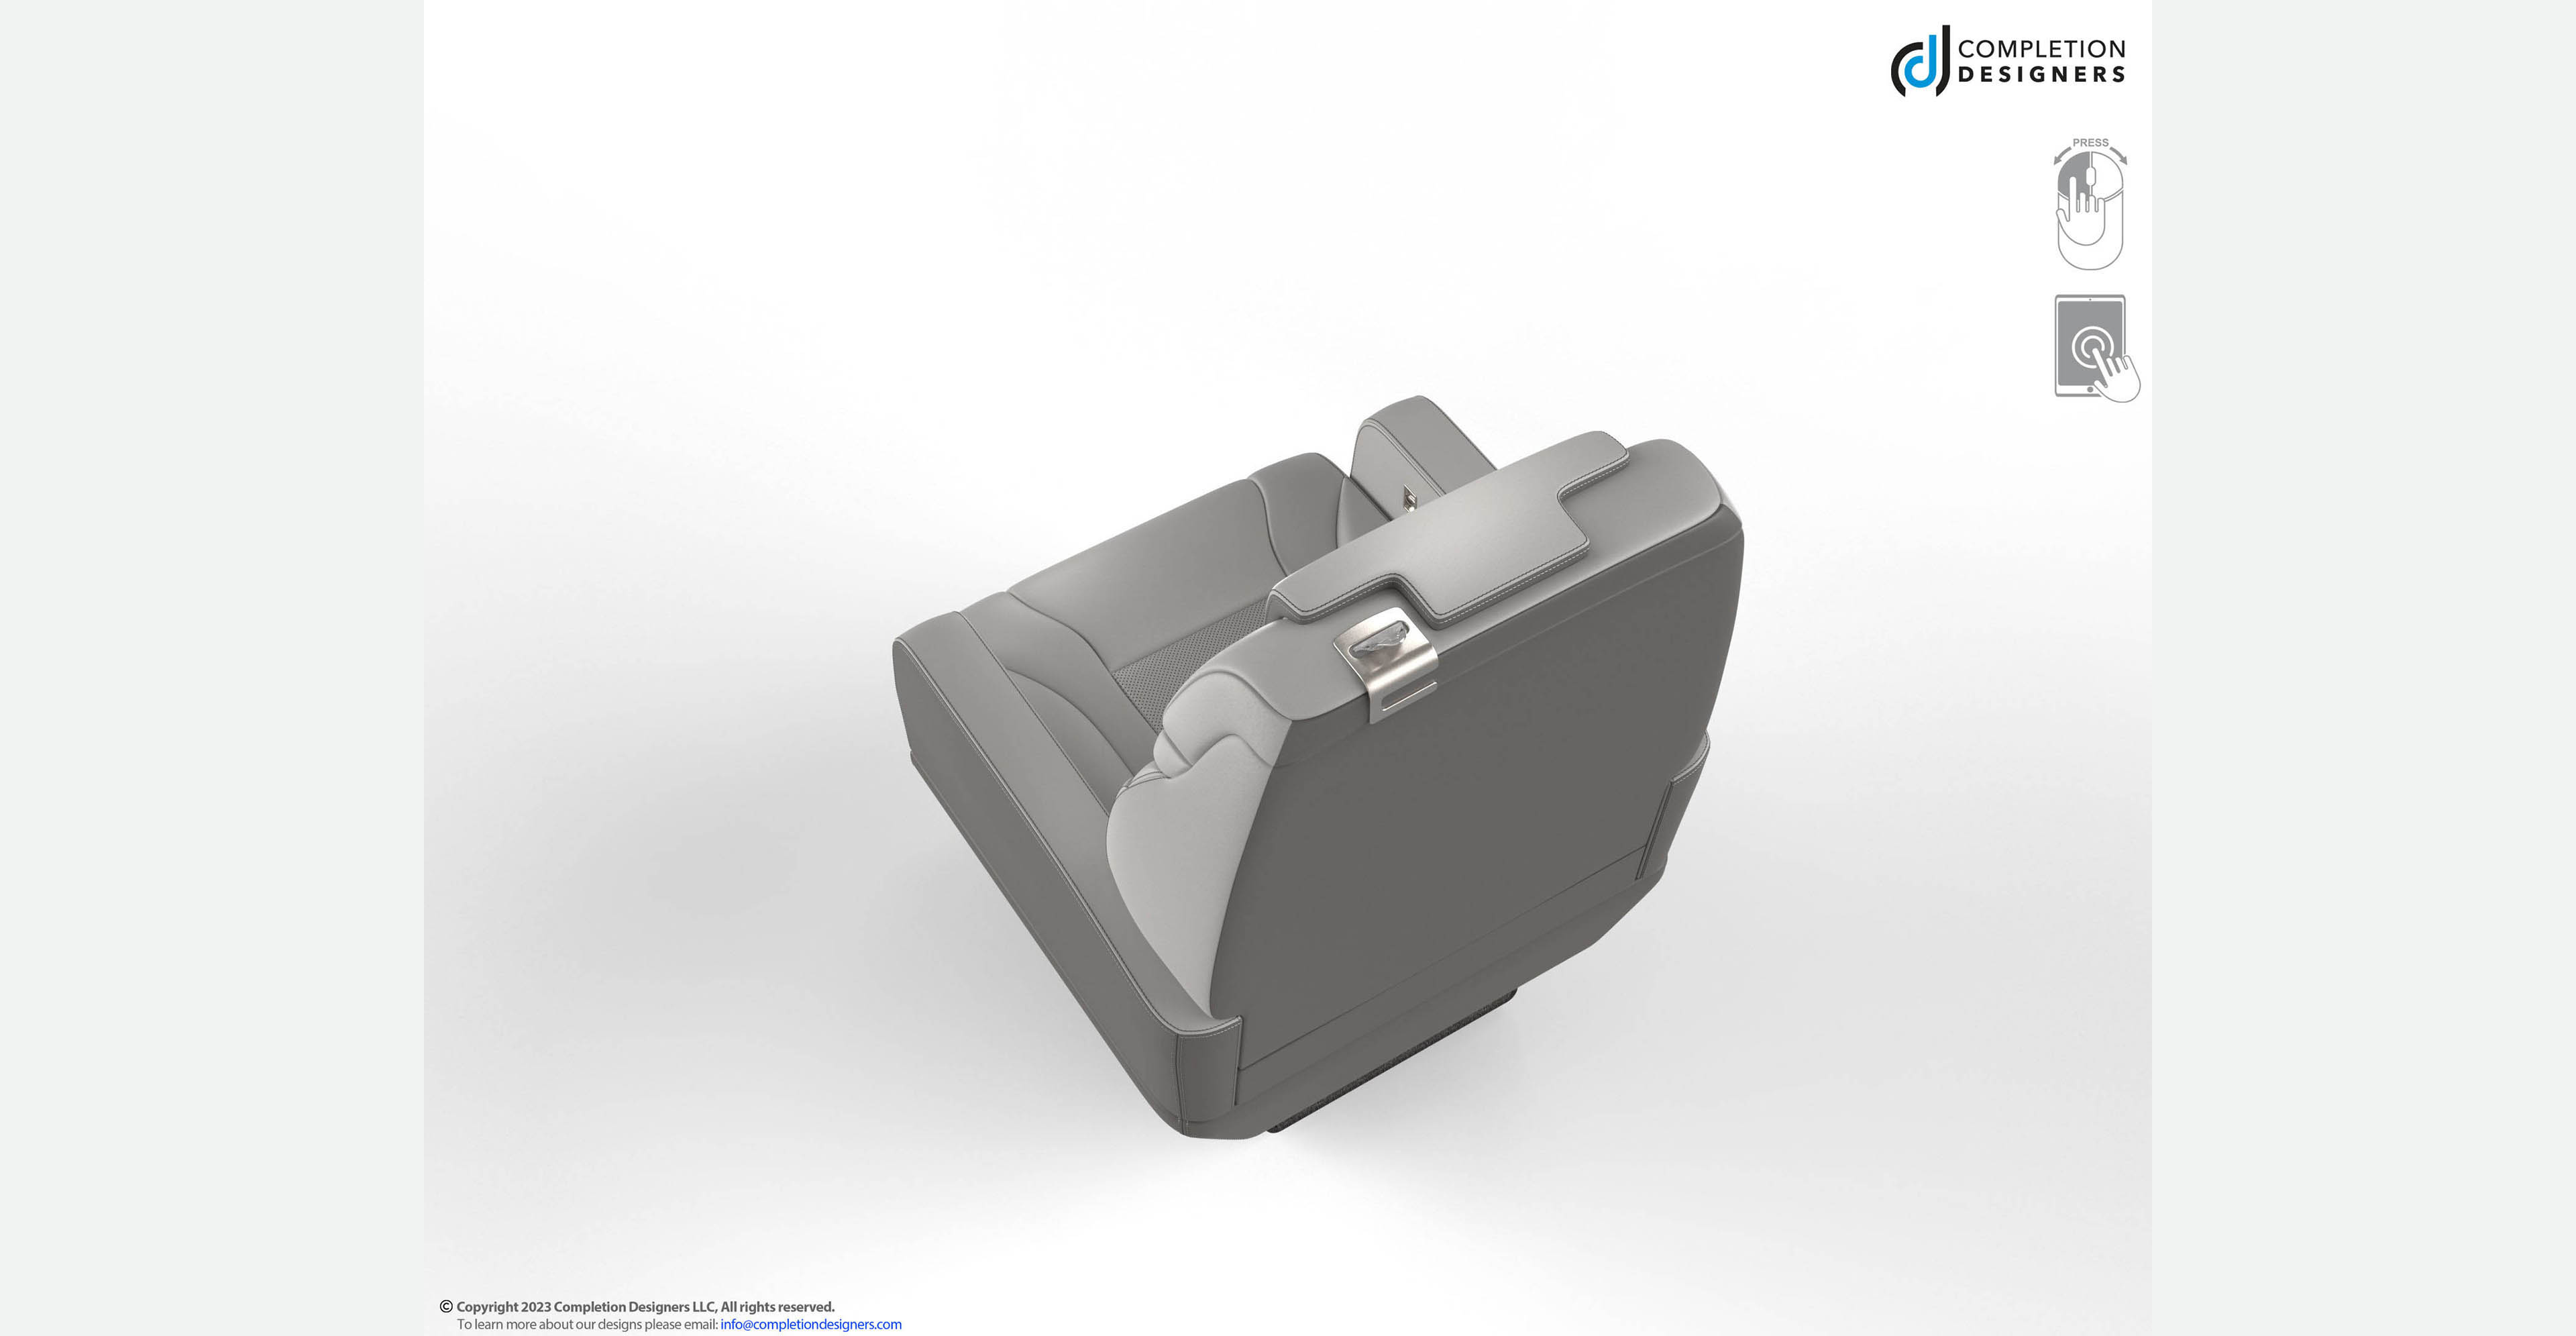 COMPLETION
DESIGNERS
PRESS
© Copyright 2023 Completion Designers LLC, All rights reserved.
To learn more about our designs please email: info@completiondesigners.com